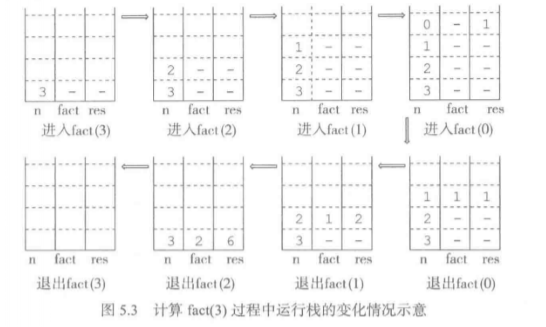 0 - 1
1 1 - -
2 2 - - 2 - -
3 - - 3 - - 3 - - 3 - -
n fact res n fact res n fact res n fact res
进入fact(3) 进入fact(2) 进入fact(1) 进入fact(0)
1 1 1
2 1 2 2 - -
3 2 6 3 - - 3 - -
n fact res n fact res n fact res n fact res
退出fact(3) 退出fact(2) 退出fact(1) 退出fact(0)
图 5.3 计算 fact(3) 过程中运行栈的变化情况示意